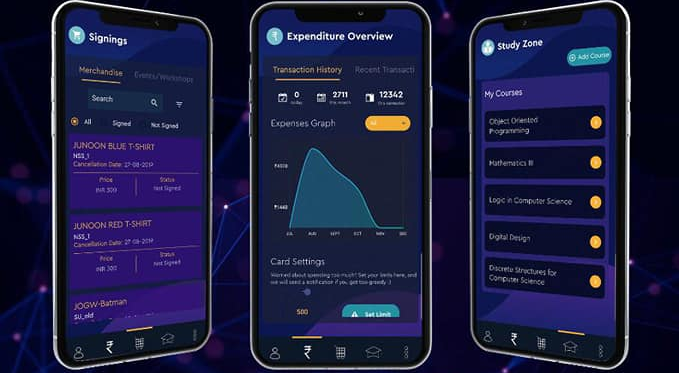 Signings
Merchandise Events/Workshops
Search
All Signed Not Signed
JUNOON BLUE T-SHIRT
NSS_1
Cancellation Date: 27-08-2019
Price Status
INR 300 Not Signed
JUNOON RED T-SHIRT
NSS_1
Cancellation Date: 27-08-2019
Price Status
INR 300 Not Signed
JOGW-Batman
SU_old
Expenditure Overview
Transaction History Recent Transacti
0 2711 12342
today this month this semester
Expenses Graph
All
JUL AUG SEPT OCT NOV DEC
Card Settings
Worried about spending too much? Set your limits here, and
we will send a notification if you get too greedy :)
500 Set Limit
Study Zone
Add Course
My Courses
Object Oriented
Programming
Mathematics III
Logic in Computer Science
Digital Design
Discrete Structures for
Computer Science